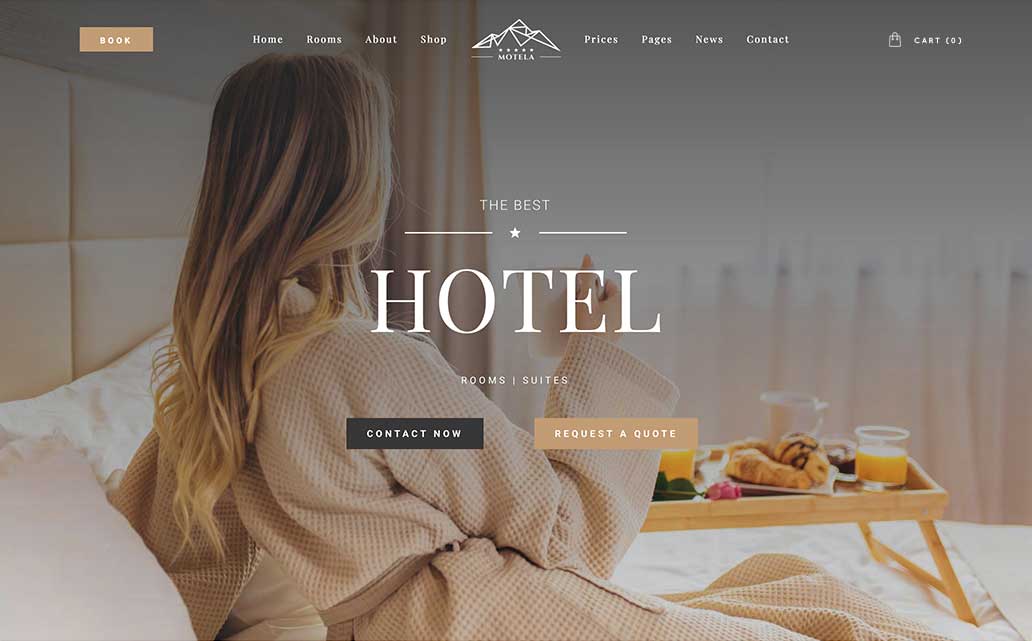 BOOK
Home Rooms About Shop
MOTELA
Prices Pages News Contact
CART (0)
THE BEST
HOTEL
ROOMS | SUITES
CONTACT NOW
REQUEST A QUOTE